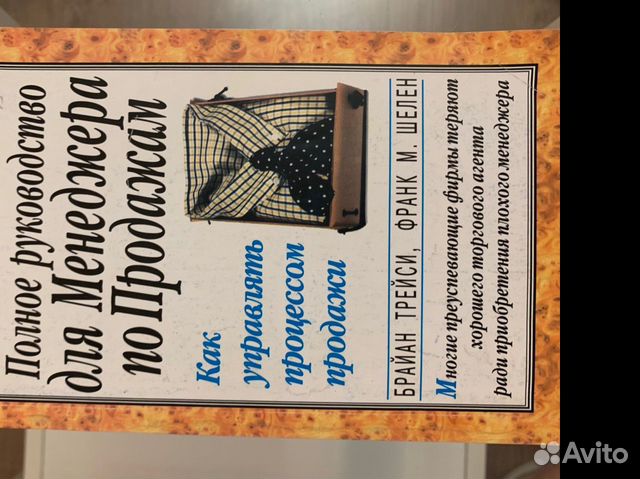 Полное руководство
для Менеджера
по Продажам
Как
управлять
процессом
продажи
БРАЙАН ТРЕЙСИ, ФРАНК М. ШЕЛЕН
Многие преуспевающие фирмы теряют
хорошего торгового агента
ради приобретения плохого менеджера
Avito